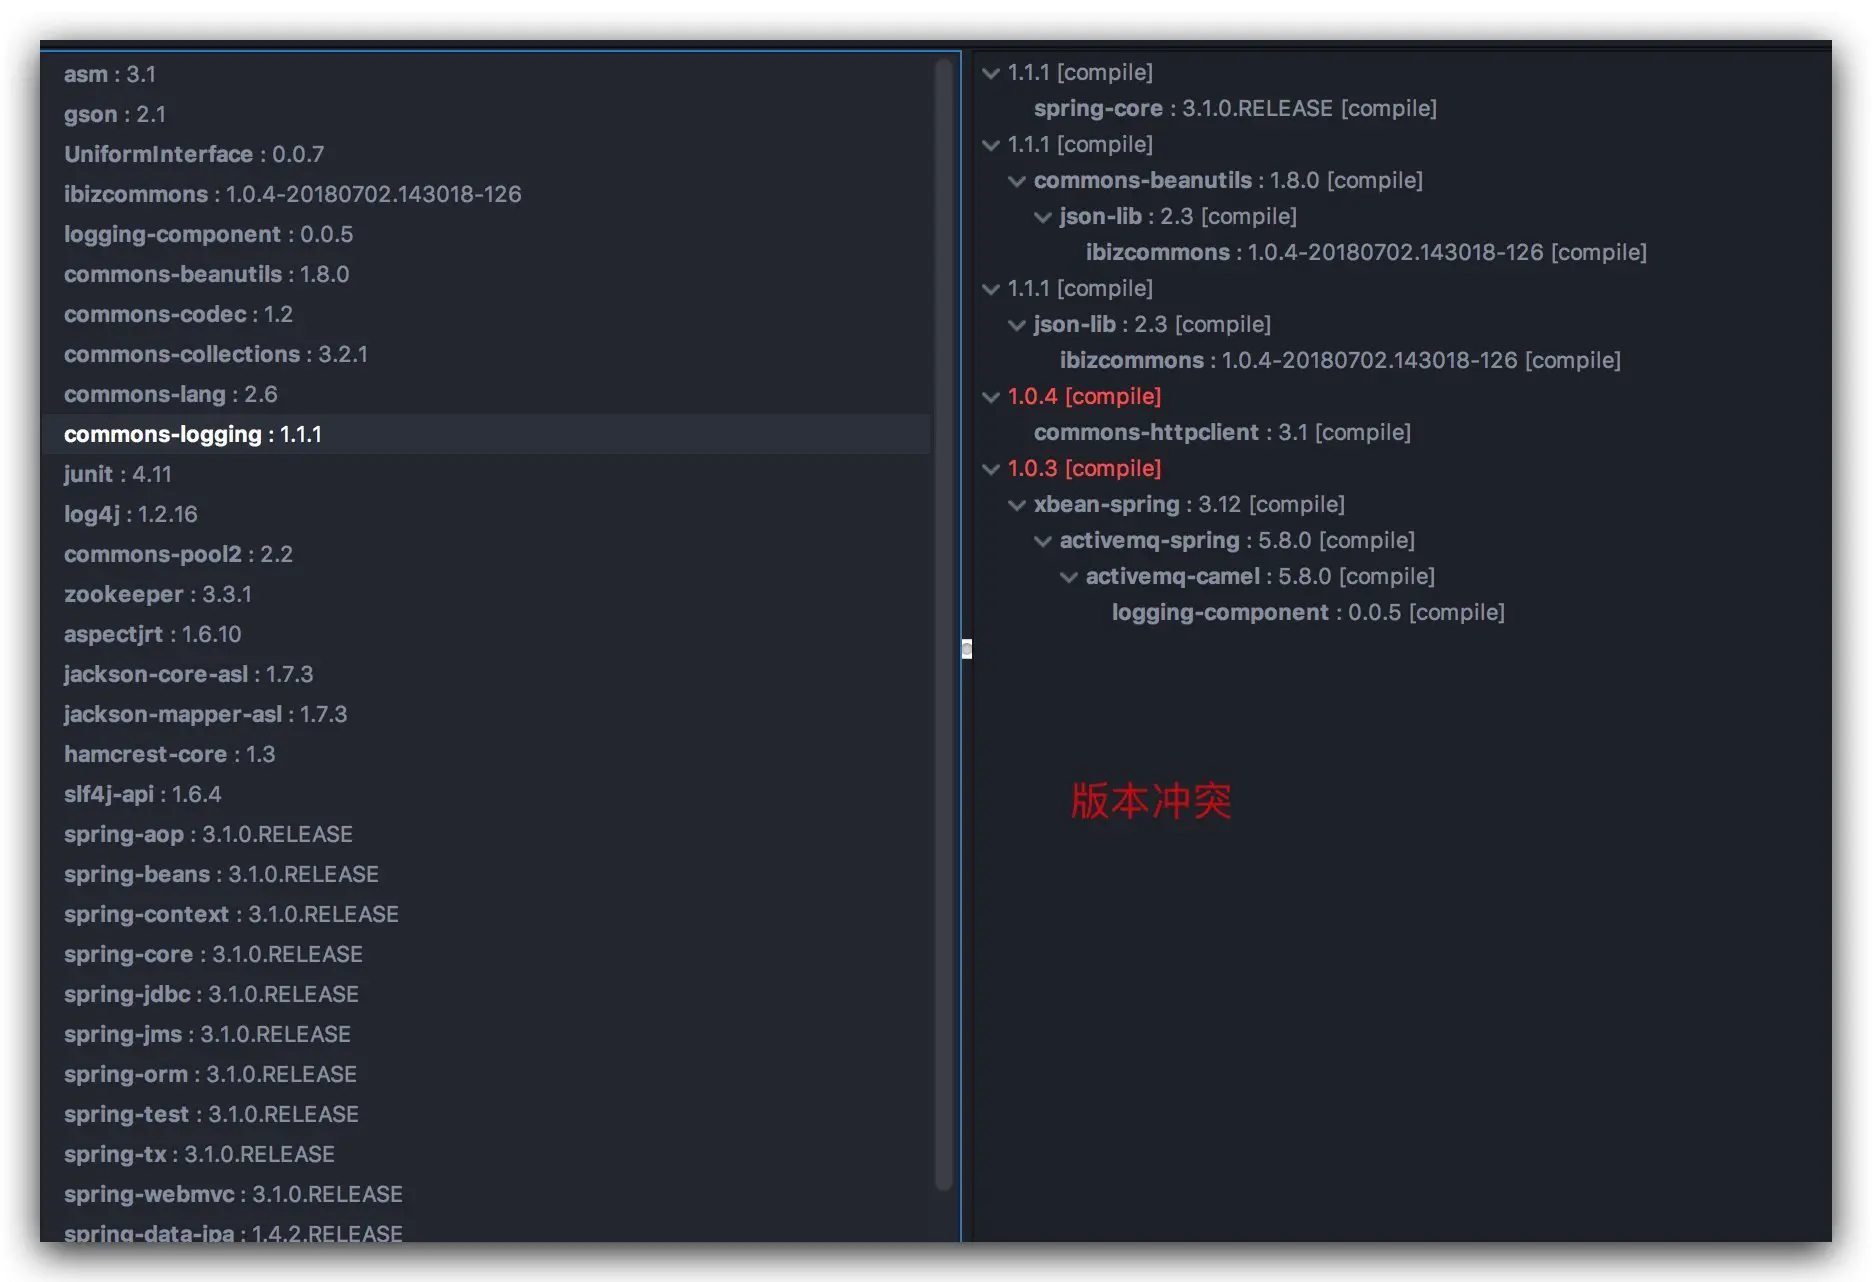 asm : 3.1
gson : 2.1
UniformInterface : 0.0.7
ibizcommons : 1.0.4-20180702.143018-126
logging-component : 0.0.5
commons-beanutils : 1.8.0
commons-codec : 1.2
commons-collections : 3.2.1
commons-lang : 2.6
commons-logging : 1.1.1
junit : 4.11
log4j : 1.2.16
commons-pool2 : 2.2
zookeeper : 3.3.1
aspectjrt : 1.6.10
jackson-core-asl : 1.7.3
jackson-mapper-asl : 1.7.3
hamcrest-core : 1.3
slf4j-api : 1.6.4
spring-aop : 3.1.0.RELEASE
spring-beans : 3.1.0.RELEASE
spring-context : 3.1.0.RELEASE
spring-core : 3.1.0.RELEASE
spring-jdbc : 3.1.0.RELEASE
spring-jms : 3.1.0.RELEASE
spring-orm : 3.1.0.RELEASE
spring-test : 3.1.0.RELEASE
spring-tx : 3.1.0.RELEASE
spring-webmvc : 3.1.0.RELEASE
spring-data-jpa : 1.4.2.RELEASE
1.1.1 [compile]
spring-core : 3.1.0.RELEASE [compile]
1.1.1 [compile]
commons-beanutils : 1.8.0 [compile]
json-lib : 2.3 [compile]
ibizcommons : 1.0.4-20180702.143018-126 [compile]
1.1.1 [compile]
json-lib : 2.3 [compile]
ibizcommons : 1.0.4-20180702.143018-126 [compile]
1.0.4 [compile]
commons-httpclient : 3.1 [compile]
1.0.3 [compile]
xbean-spring : 3.12 [compile]
activemq-spring : 5.8.0 [compile]
activemq-camel : 5.8.0 [compile]
logging-component : 0.0.5 [compile]
版本冲突